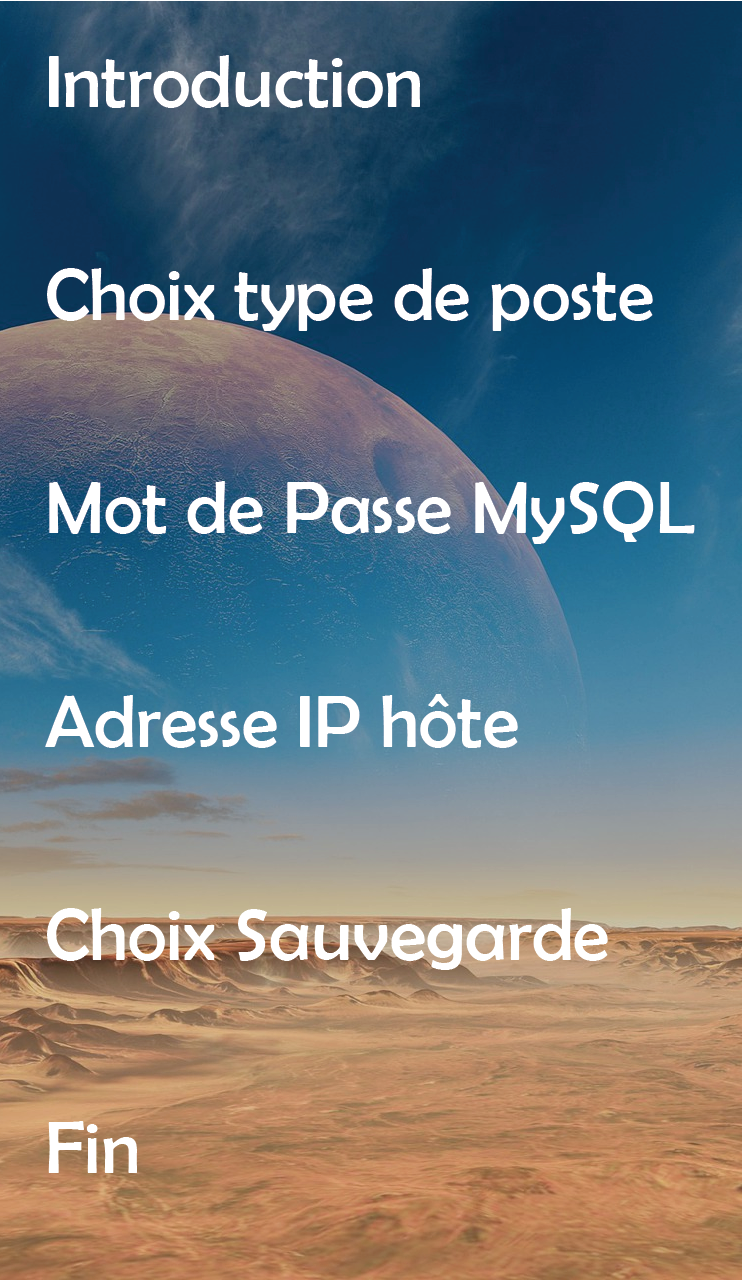 Introduction
Choix type de poste
Mot de Passe MySQL
Adresse IP hôte
Choix Sauvegarde
Fin